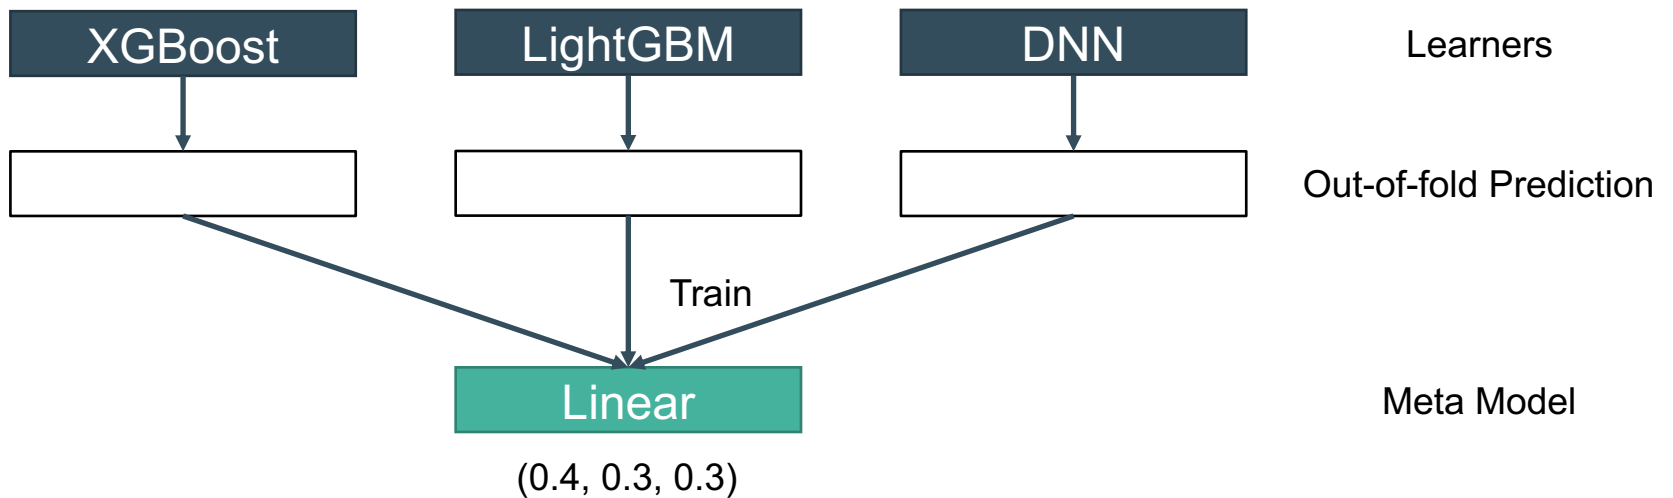 XGBoost
LightGBM
DNN
Learners
Out-of-fold Prediction
Train
Linear
Meta Model
(0.4, 0.3, 0.3)